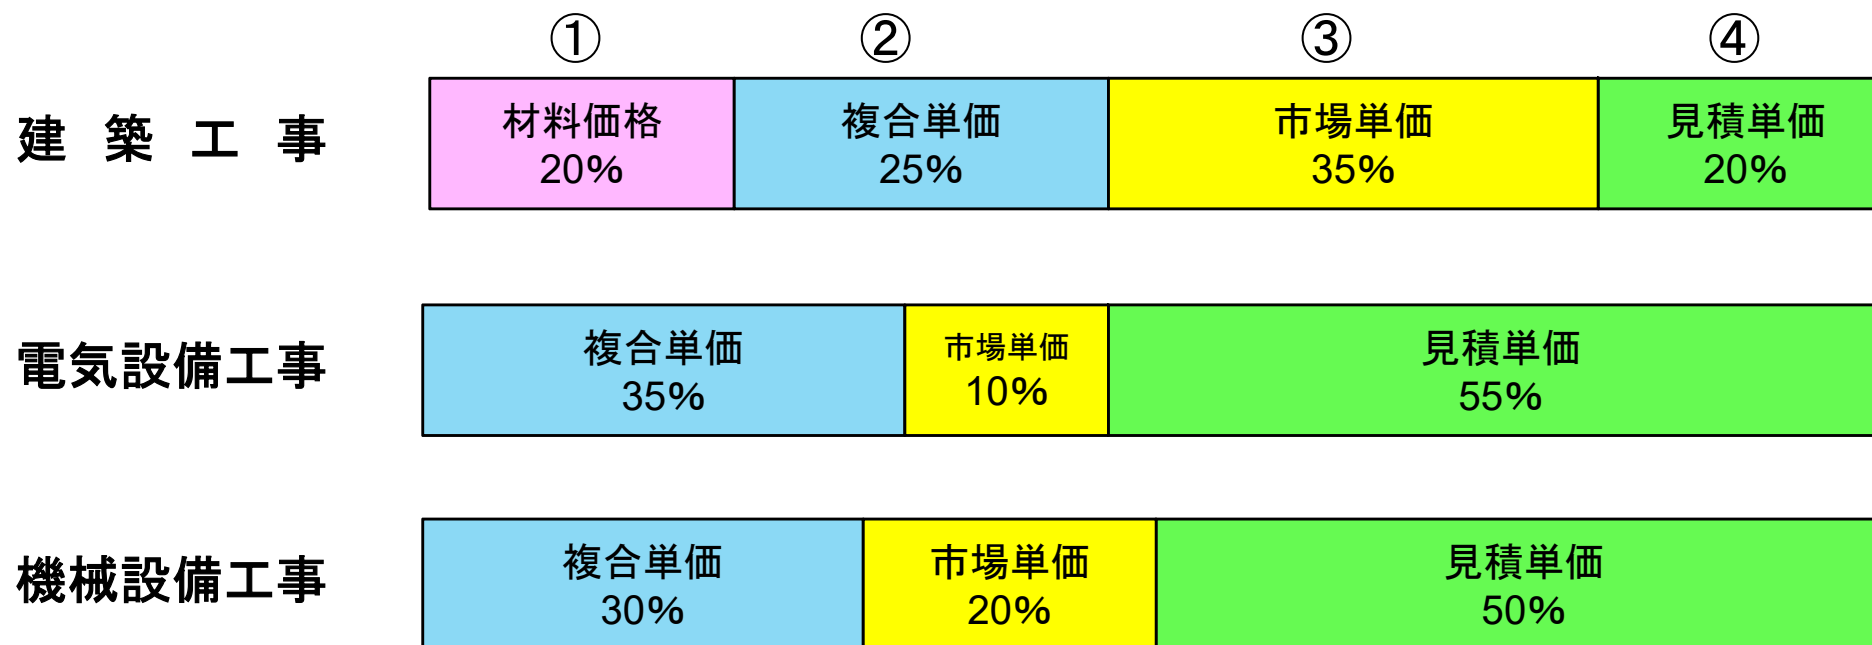 ① ② ③ ④
建築工事
材料価格
20%
複合単価
25%
市場単価
35%
見積単価
20%
電気設備工事
複合単価
35%
市場単価
10%
見積単価
55%
機械設備工事
複合単価
30%
市場単価
20%
見積単価
50%